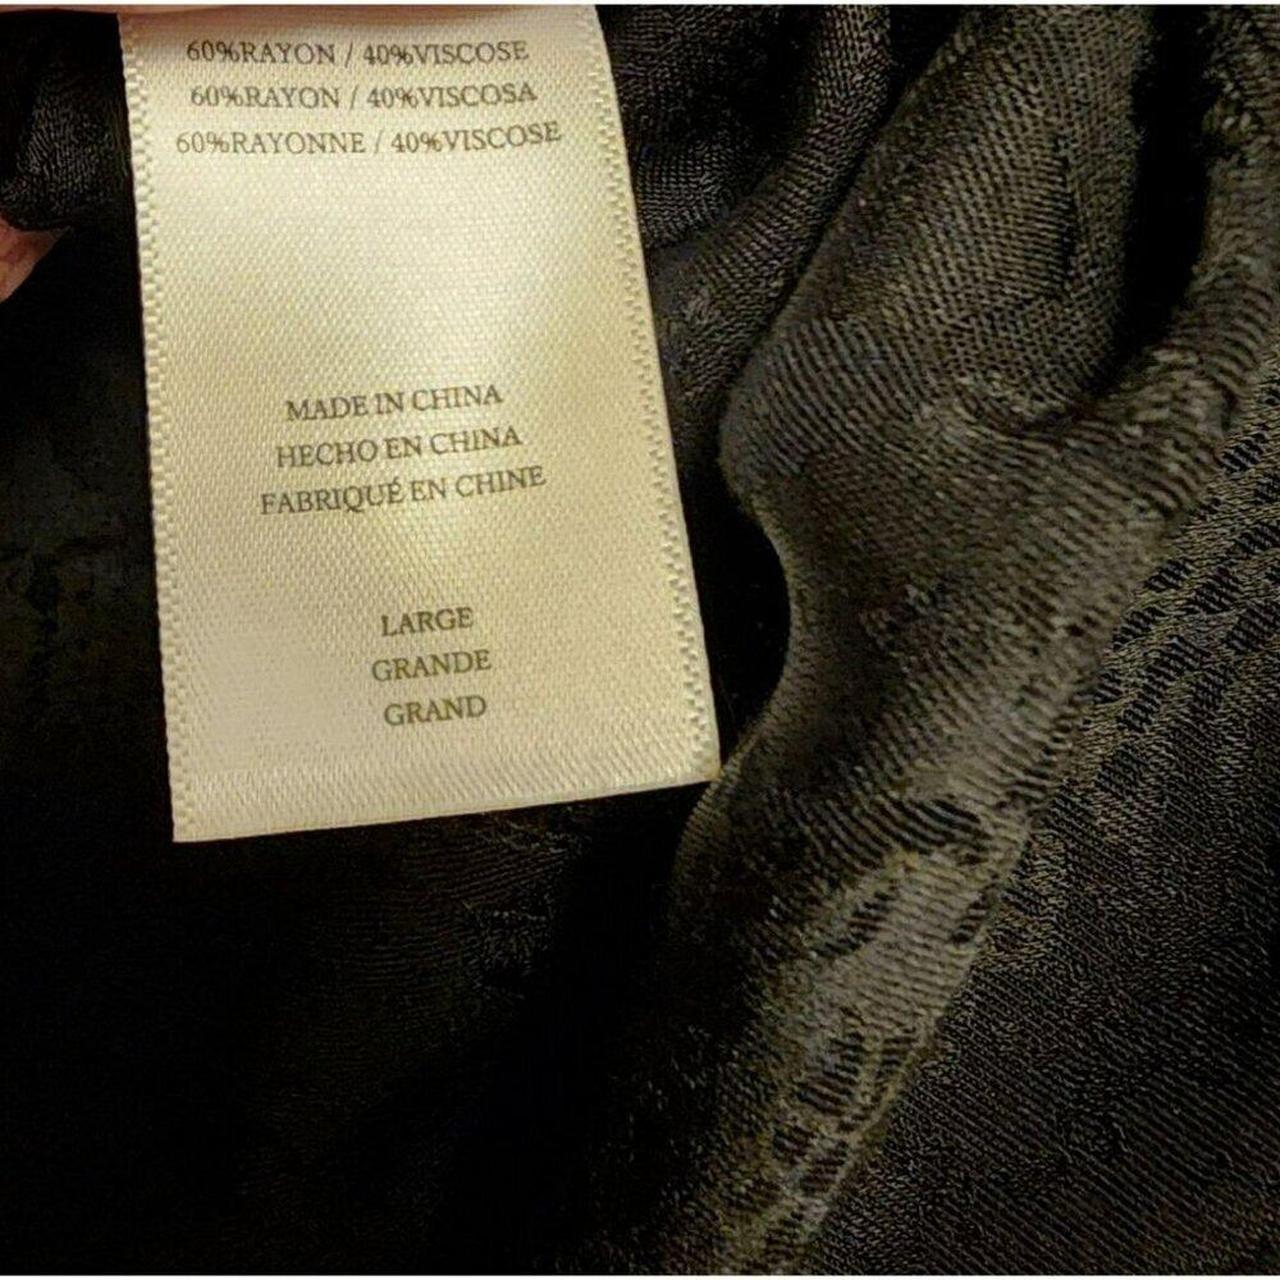 60%RAYON / 40%VISCOSE
60%RAYON / 40%VISCOSA
60%RAYONNE / 40%VISCOSE
MADE IN CHINA
HECHO EN CHINA
FABRIQUÉ EN CHINE
LARGE
GRANDE
GRAND